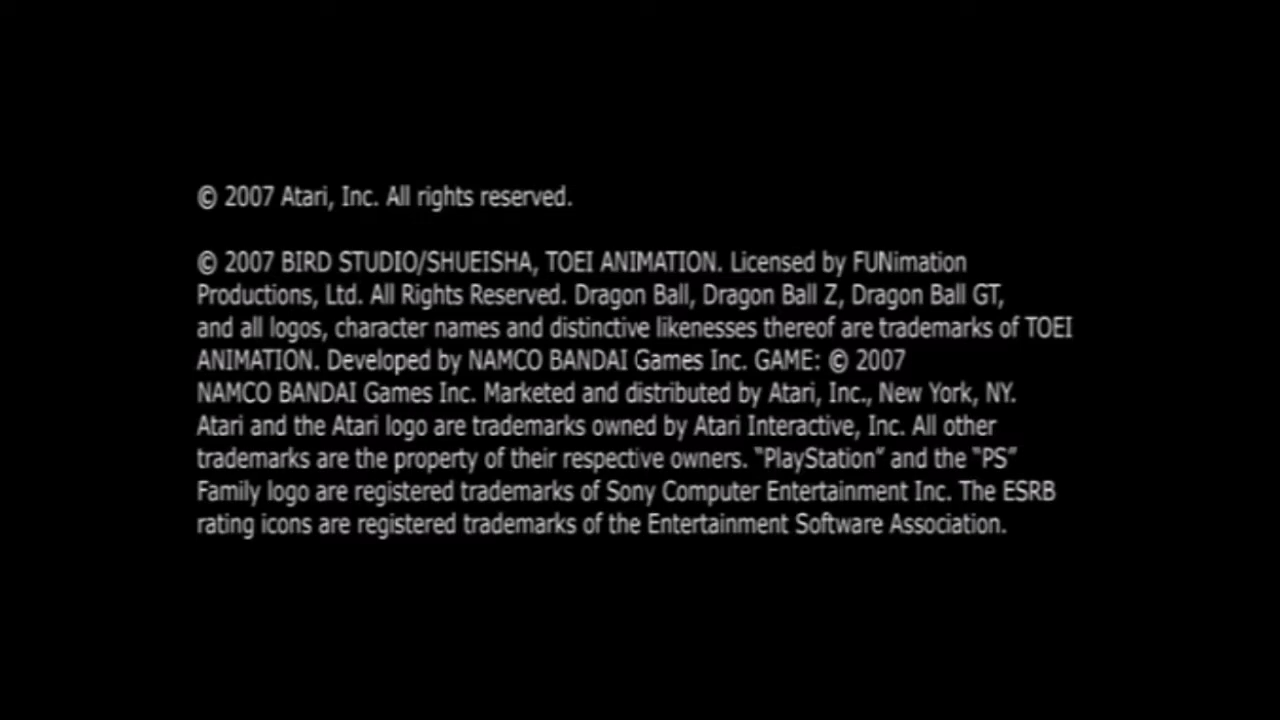 © 2007 Atari, Inc. All rights reserved.
© 2007 BIRD STUDIO/SHUEISHA, TOEI ANIMATION. Licensed by FUNimation
Productions, Ltd. All Rights Reserved. Dragon Ball, Dragon Ball Z, Dragon Ball GT,
and all logos, character names and distinctive likenesses thereof are trademarks of TOEI
ANIMATION. Developed by NAMCO BANDAI Games Inc. GAME: © 2007
NAMCO BANDAI Games Inc. Marketed and distributed by Atari, Inc., New York, NY.
Atari and the Atari logo are trademarks owned by Atari Interactive, Inc. All other
trademarks are the property of their respective owners. “PlayStation” and the “PS”
Family logo are registered trademarks of Sony Computer Entertainment Inc. The ESRB
rating icons are registered trademarks of the Entertainment Software Association.